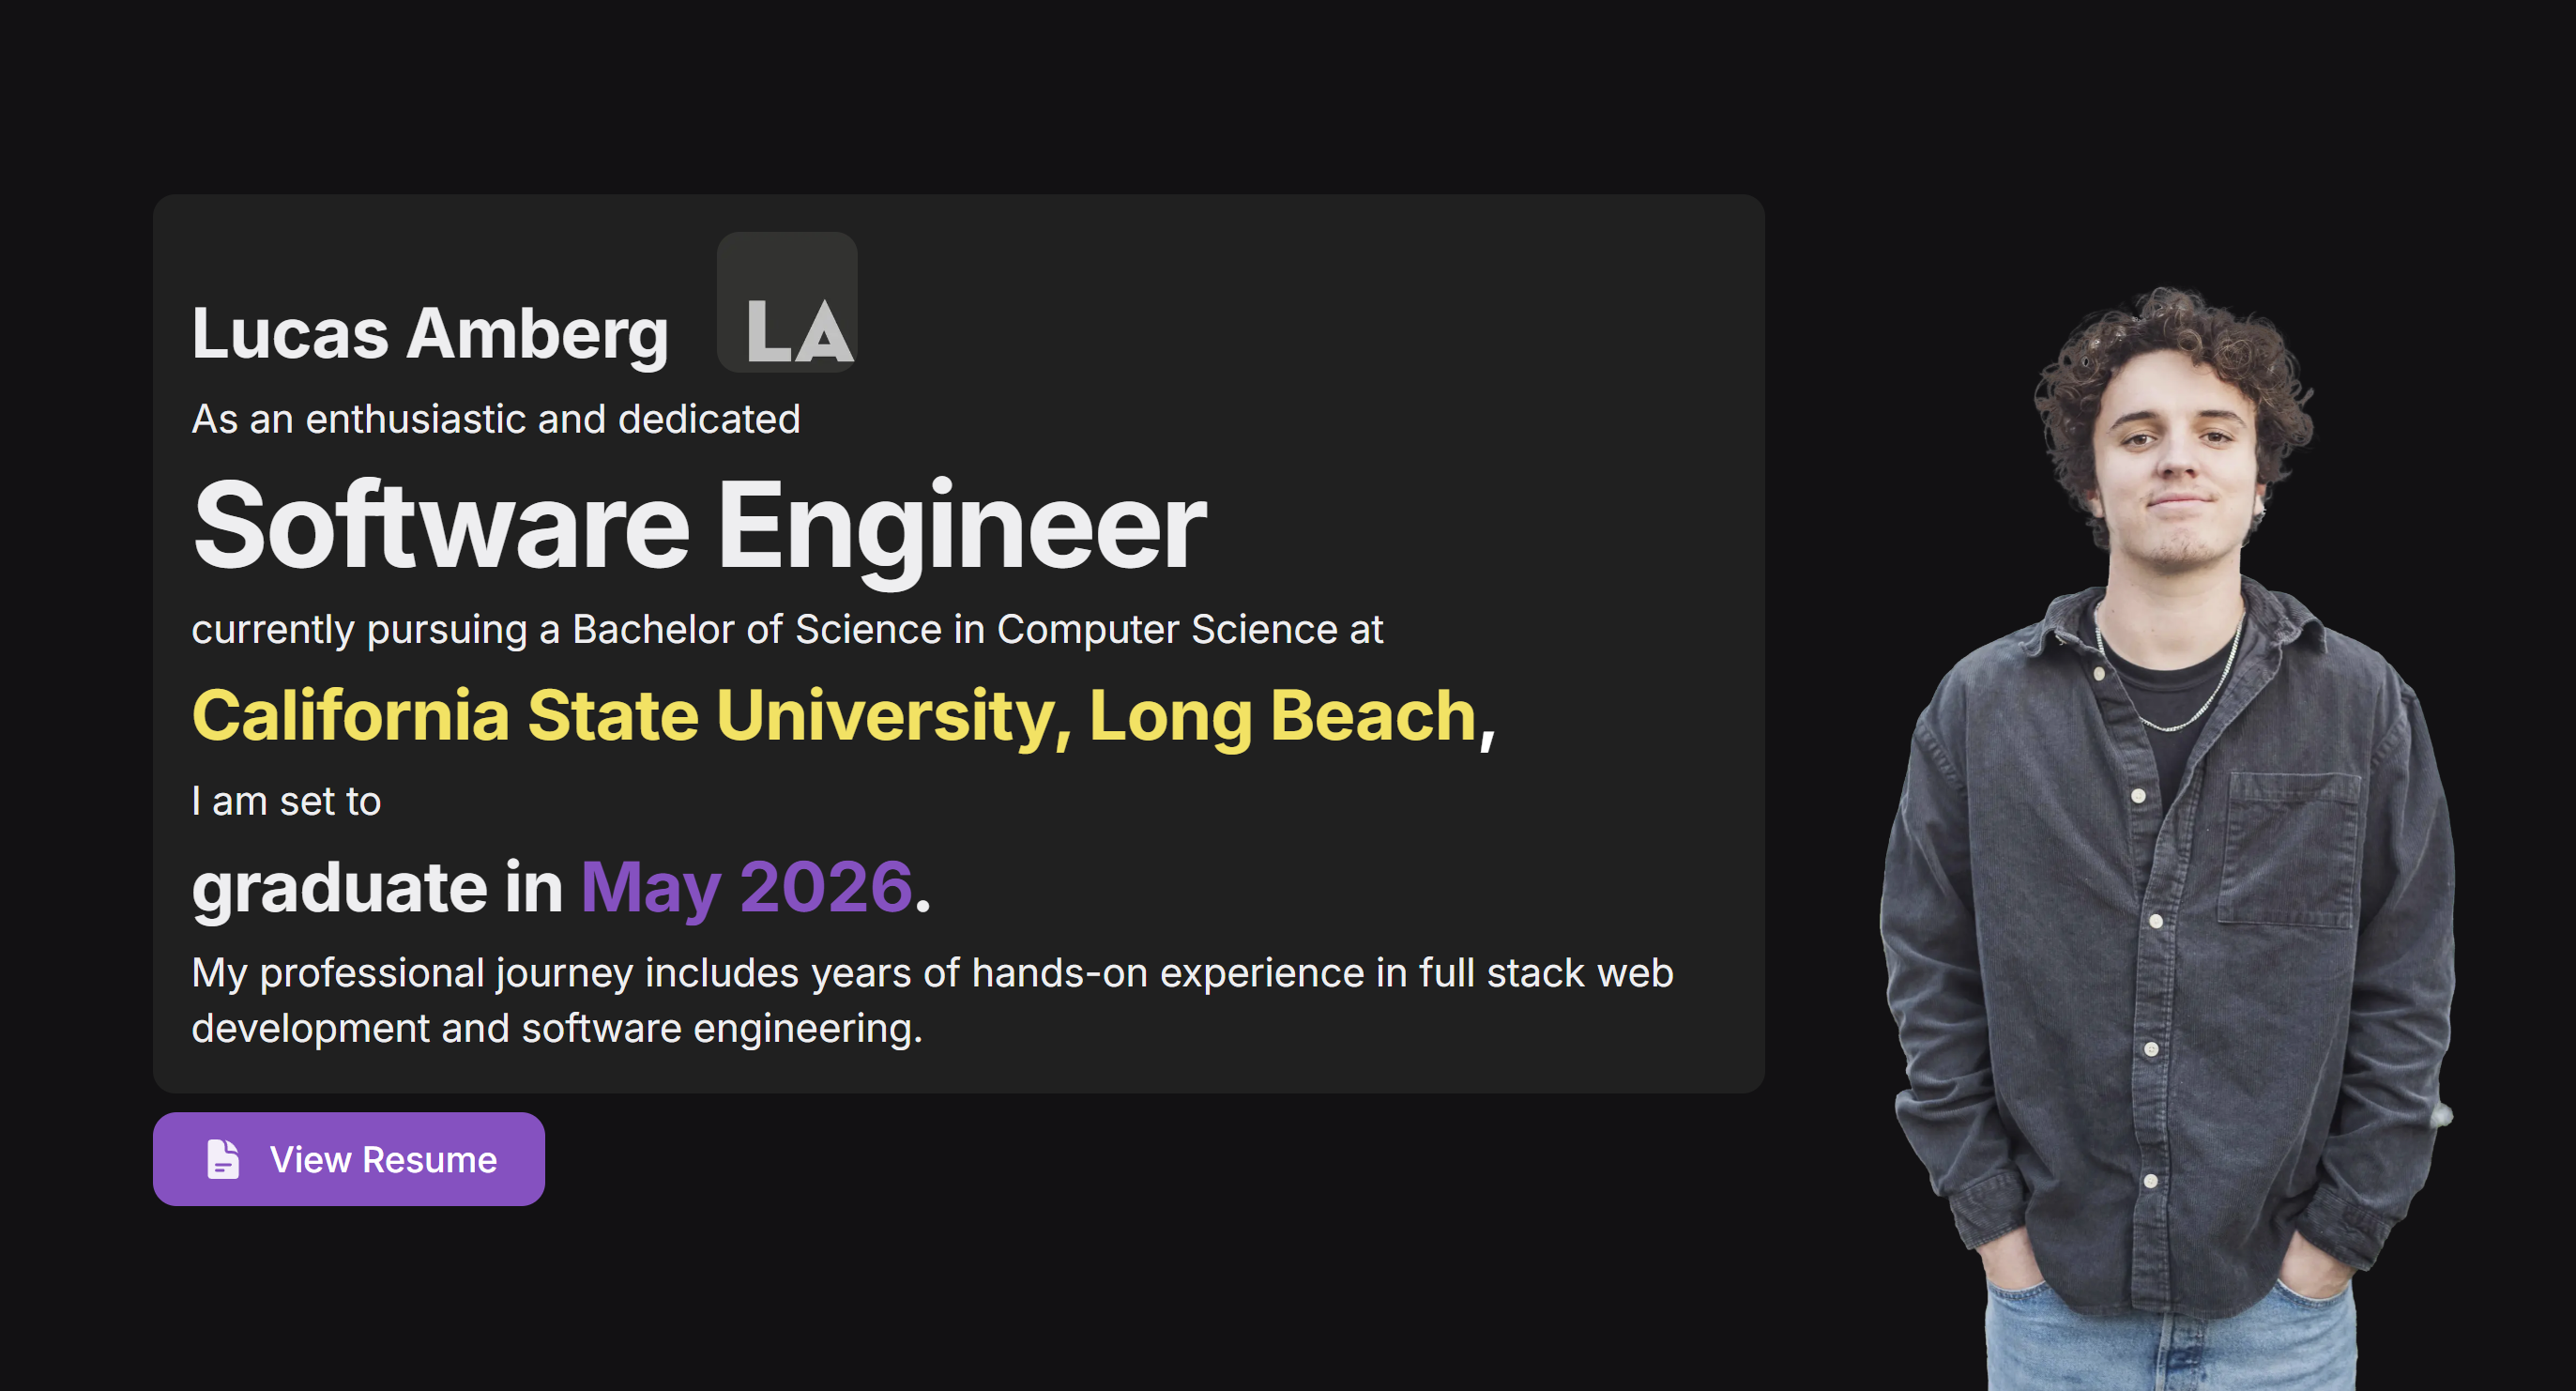 Lucas Amberg LA
As an enthusiastic and dedicated
Software Engineer
currently pursuing a Bachelor of Science in Computer Science at
California State University, Long Beach,
I am set to
graduate in May 2026.
My professional journey includes years of hands-on experience in full stack web
development and software engineering.
View Resume